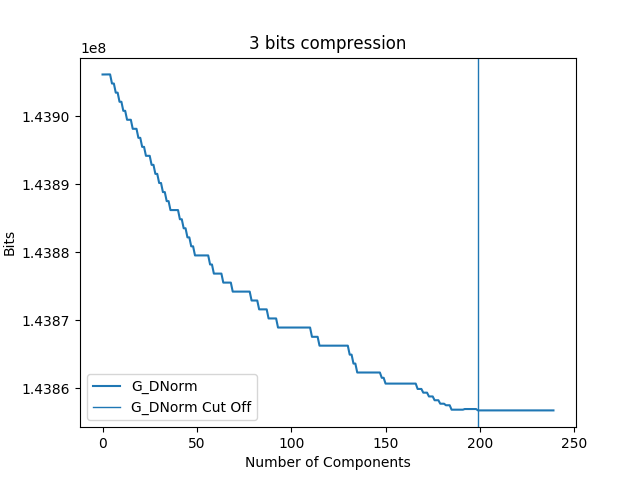 3 bits compression
1e8
1.4390
1.4389
1.4388
1.4387
1.4386
Bits
G_DNorm
G_DNorm Cut Off
0 50 100 150 200 250
Number of Components